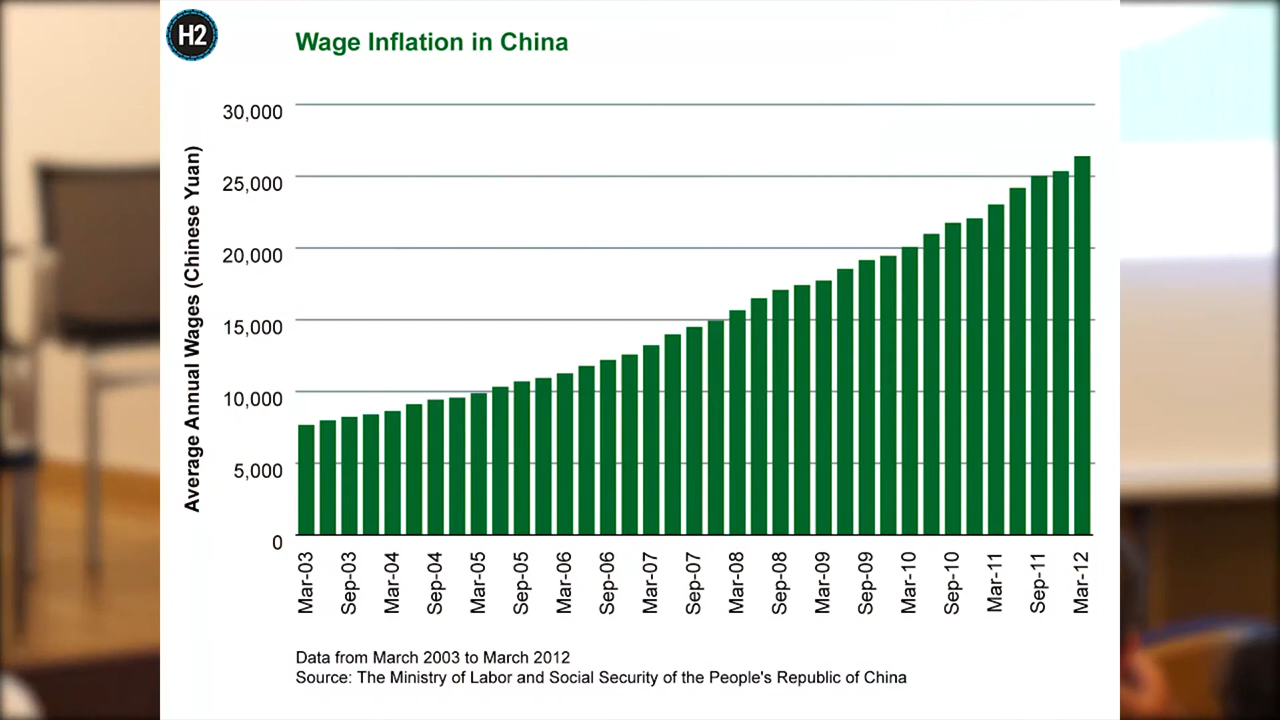 H2
Wage Inflation in China
Average Annual Wages (Chinese Yuan)
30,000
25,000
20,000
15,000
10,000
5,000
0
Mar-03
Sep-03
Mar-04
Sep-04
Mar-05
Sep-05
Mar-06
Sep-06
Mar-07
Sep-07
Mar-08
Sep-08
Mar-09
Sep-09
Mar-10
Sep-10
Mar-11
Sep-11
Mar-12
Data from March 2003 to March 2012
Source: The Ministry of Labor and Social Security of the People's Republic of China